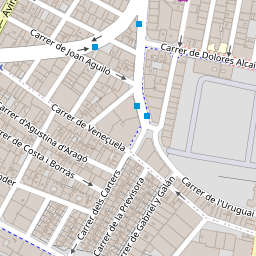 Carrer de Joan Aguiló
Carrer de Dolores Alcai
Carrer de Veneçuela
Carrer d'Agustina d'Aragó
rrer de Costa i Borràs
Carrer dels Carters
Carrer de la Previsora
Carrer de Gabriel y Galán
Carrer de l'Uruguai